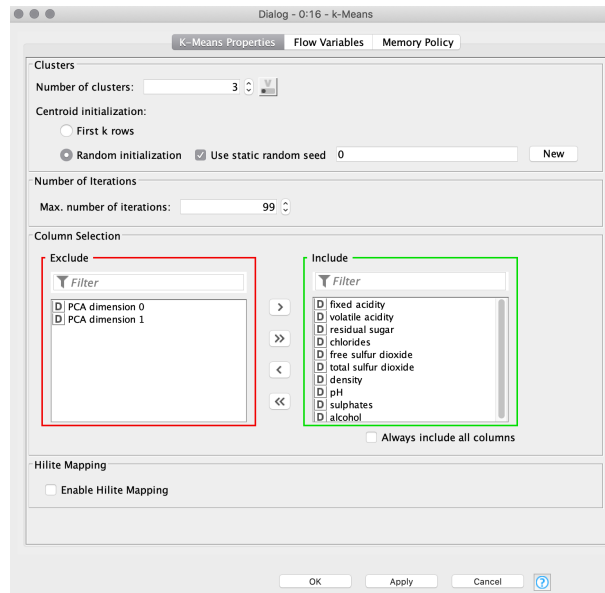 Dialog - 0:16 - k-Means
K-Means Properties Flow Variables Memory Policy
Clusters
Number of clusters: 3
V
Centroid initialization:
First k rows
Random initialization Use static random seed 0 New
Number of Iterations
Max. number of iterations: 99
Column Selection
Exclude
Filter
D PCA dimension 0
D PCA dimension 1
>
>>
<
<<
Include
Filter
D fixed acidity
D volatile acidity
D residual sugar
D chlorides
D free sulfur dioxide
D total sulfur dioxide
D density
D pH
D sulphates
D alcohol
Always include all columns
Hilite Mapping
Enable Hilite Mapping
OK Apply Cancel ?